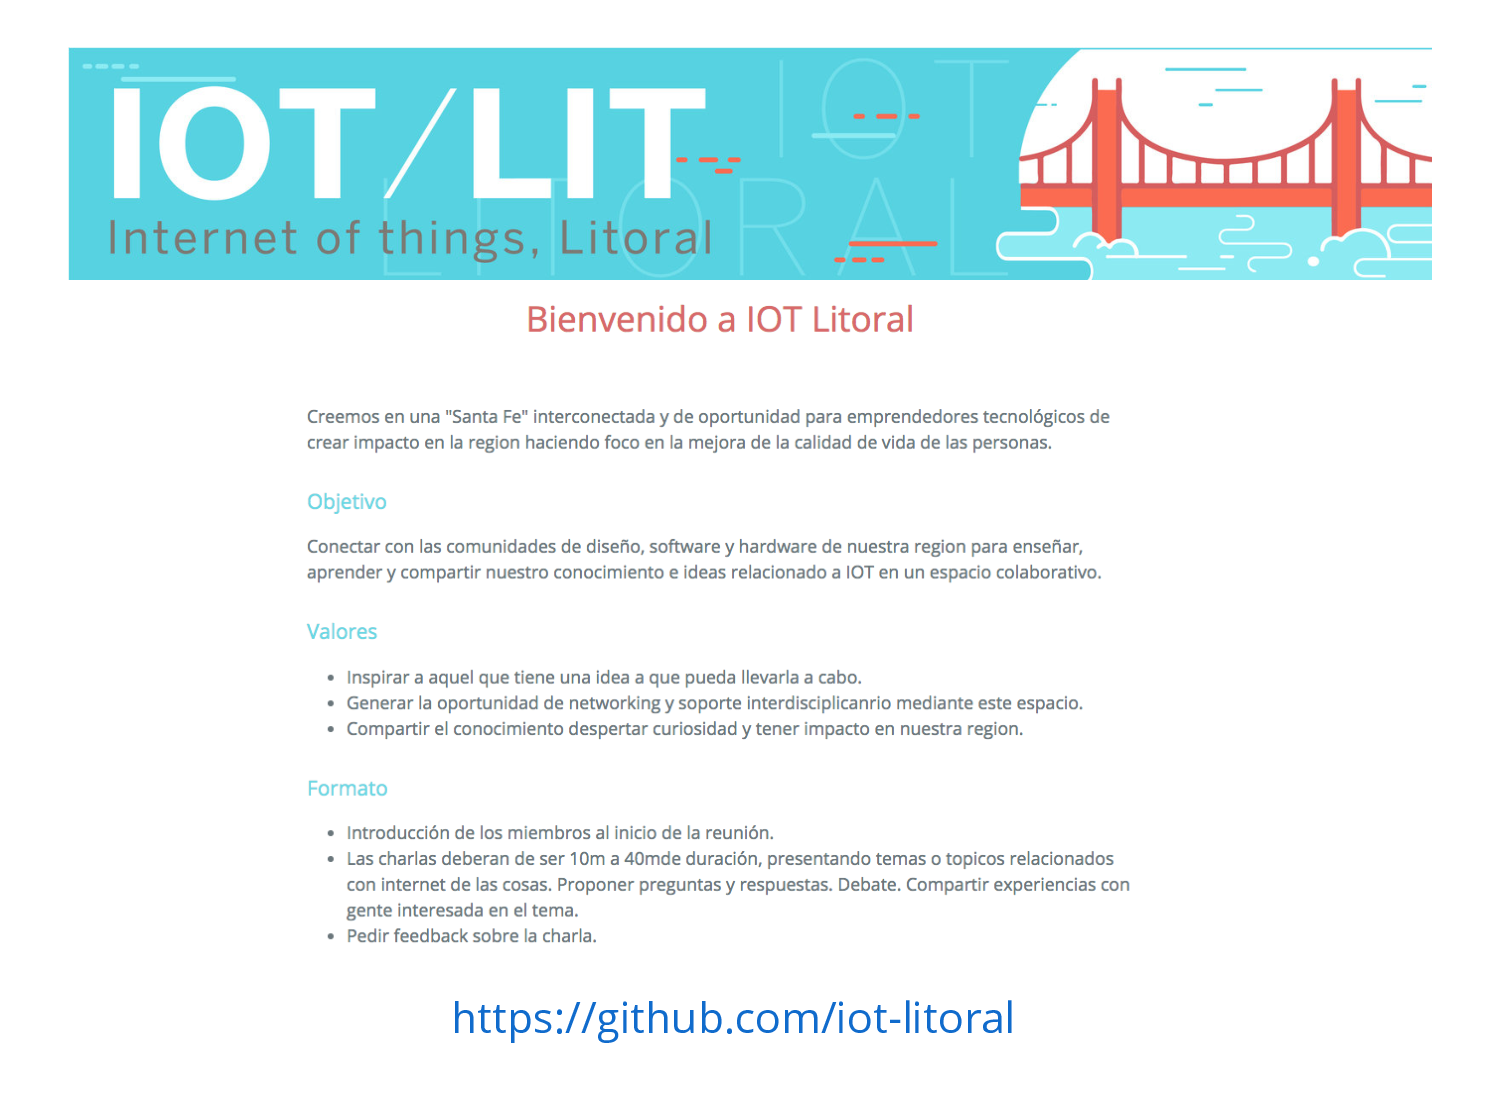 IOT/LIT
IOT
LITORAL
Internet of things, Litoral
Bienvenido a IOT Litoral
Creemos en una "Santa Fe" interconectada y de oportunidad para emprendedores tecnológicos de
crear impacto en la region haciendo foco en la mejora de la calidad de vida de las personas.
Objetivo
Conectar con las comunidades de diseño, software y hardware de nuestra region para enseñar,
aprender y compartir nuestro conocimiento e ideas relacionado a IOT en un espacio colaborativo.
Valores
• Inspirar a aquel que tiene una idea a que pueda llevarla a cabo.
• Generar la oportunidad de networking y soporte interdisciplicanrio mediante este espacio.
• Compartir el conocimiento despertar curiosidad y tener impacto en nuestra region.
Formato
• Introducción de los miembros al inicio de la reunión.
• Las charlas deberan de ser 10m a 40mde duración, presentando temas o topicos relacionados
con internet de las cosas. Proponer preguntas y respuestas. Debate. Compartir experiencias con
gente interesada en el tema.
• Pedir feedback sobre la charla.
https://github.com/iot-litoral